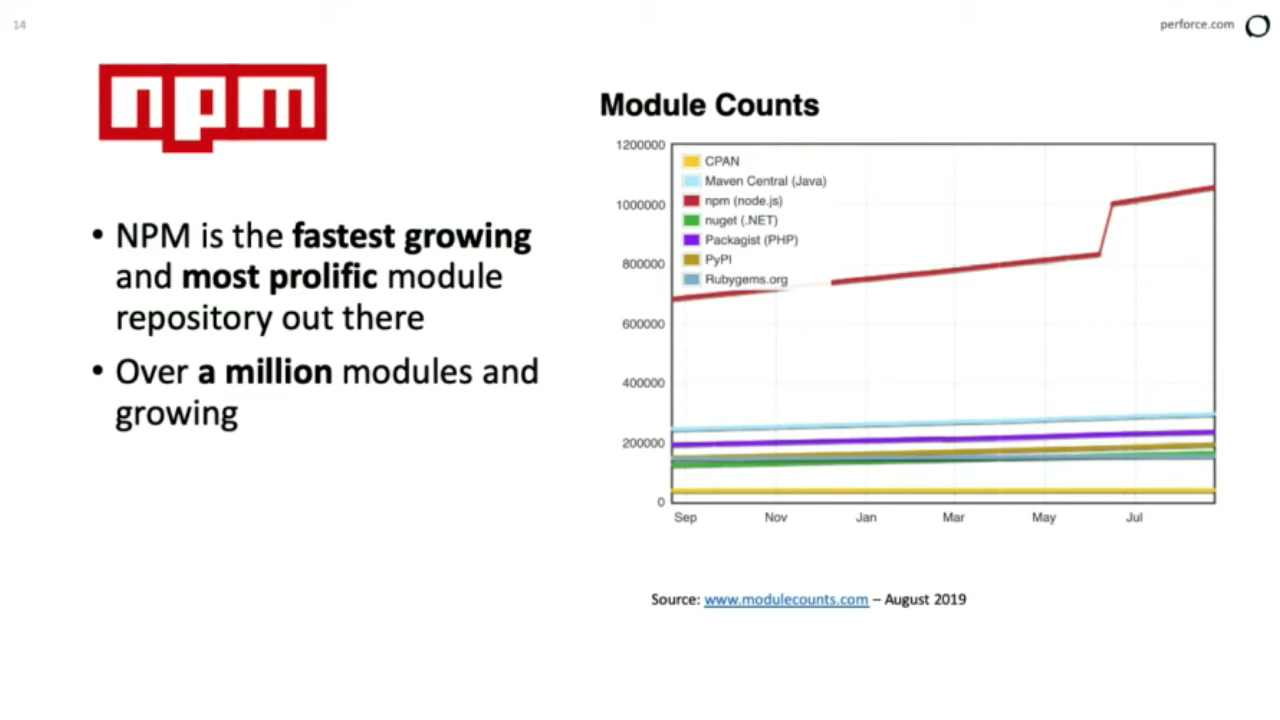 14
perforce.com
npm
• NPM is the fastest growing
and most prolific module
repository out there
• Over a million modules and
growing
Module Counts
1200000
1000000
800000
600000
400000
200000
0
CPAN
Maven Central (Java)
npm (node.js)
nuget (.NET)
Packagist (PHP)
PyPI
Rubygems.org
Sep Nov Jan Mar May Jul
Source: www.modulecounts.com – August 2019